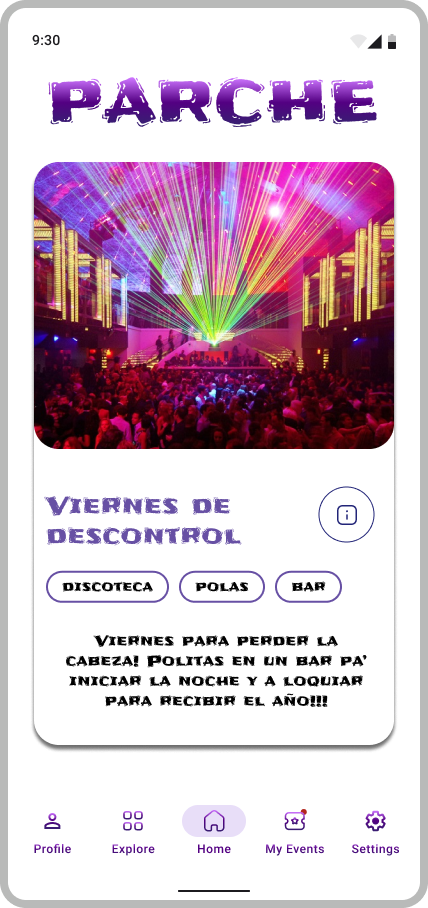 9:30
PARCHE
Viernes de
descontrol
discoteca polas bar
Viernes para perder la
cabeza! Politas en un bar pa'
iniciar la noche y a loquiar
para recibir el año!!!
Profile Explore Home My Events Settings